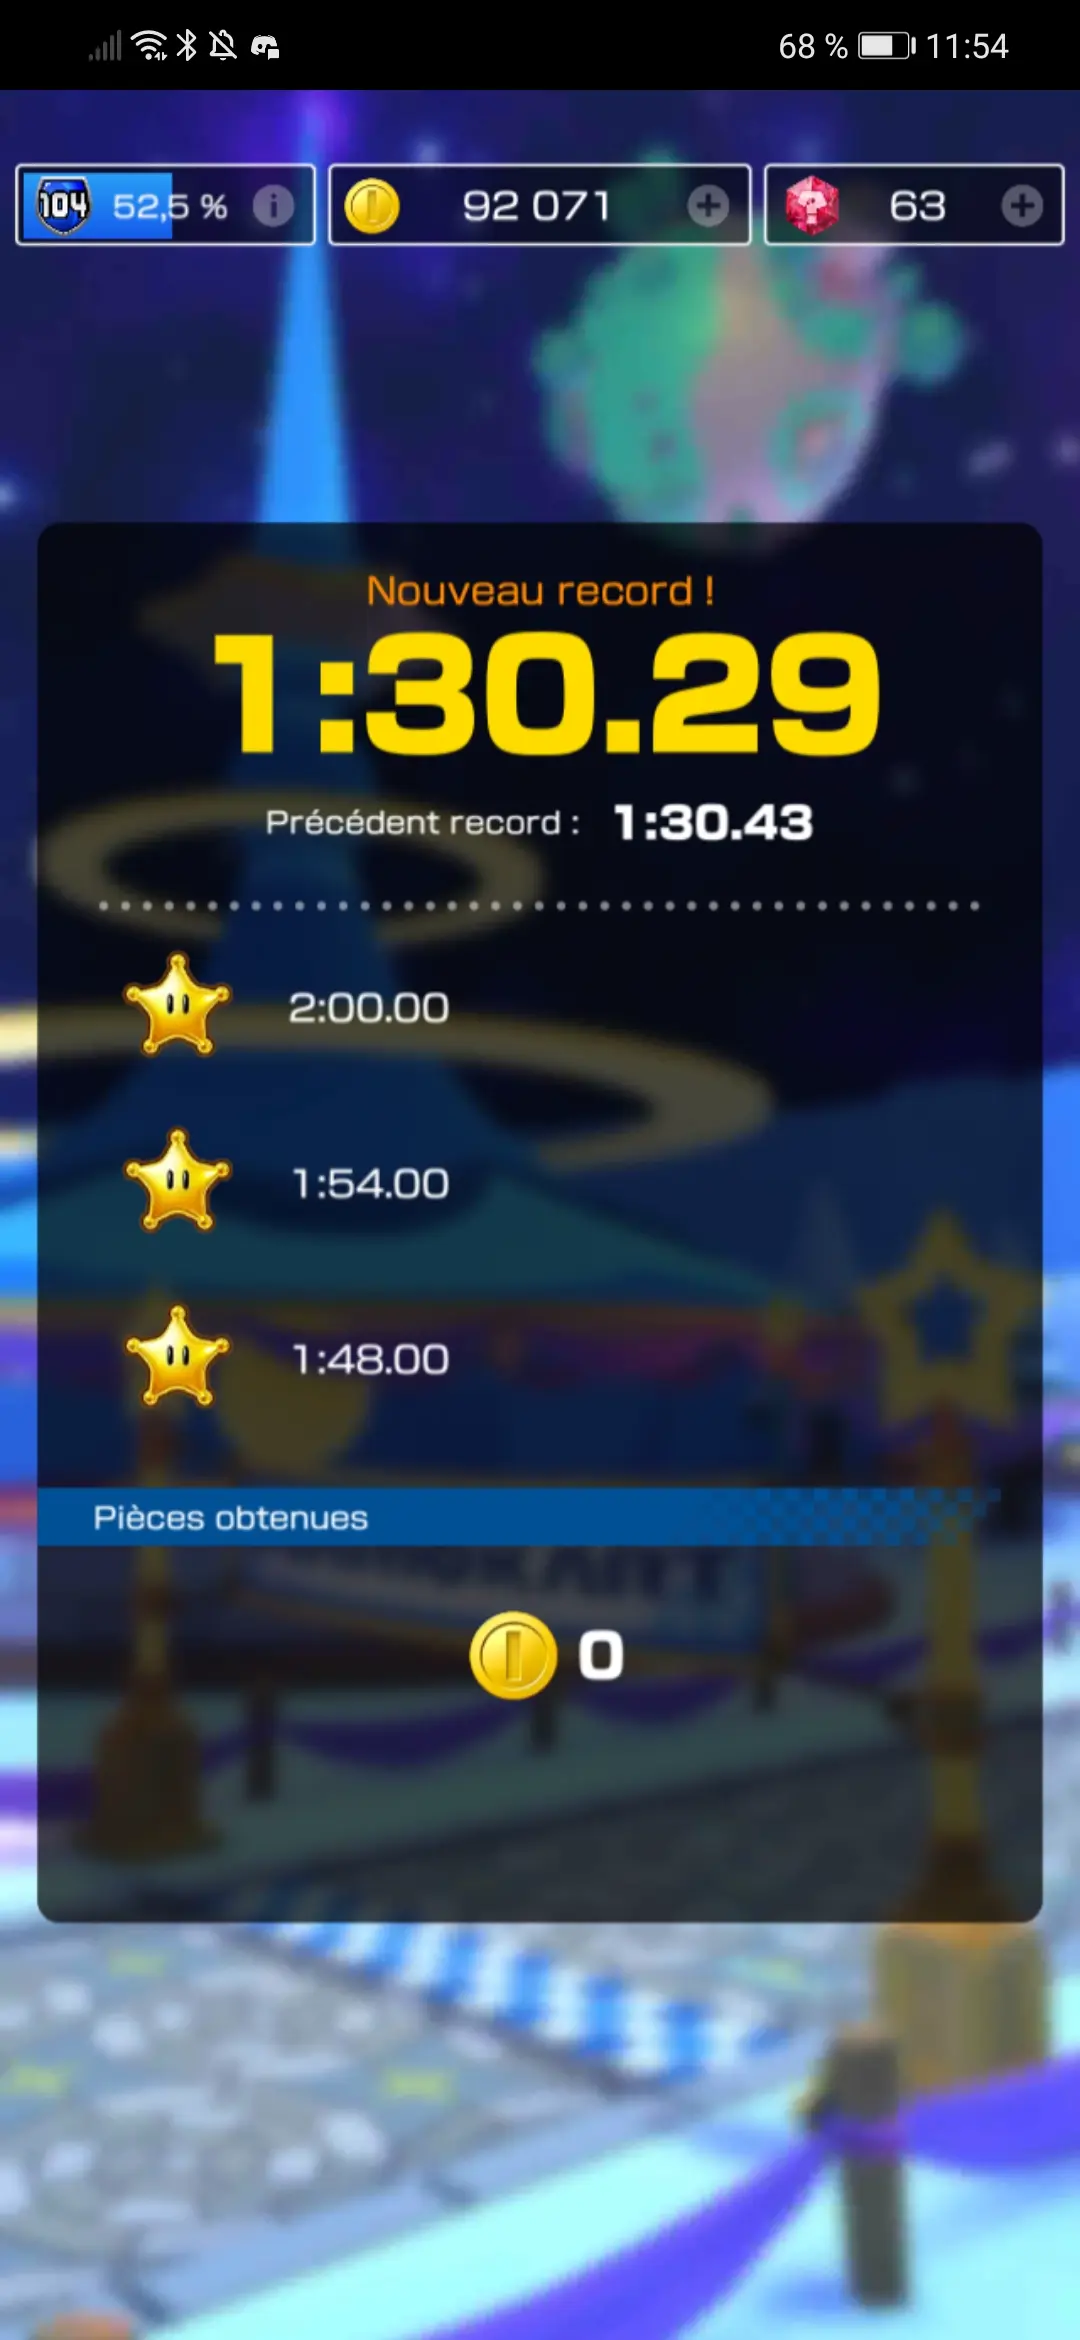 68 % 11:54
104 52,5 % i 92 071 + 63 +
Nouveau record !
1:30.29
Précédent record : 1:30.43
2:00.00
1:54.00
1:48.00
Pièces obtenues
0